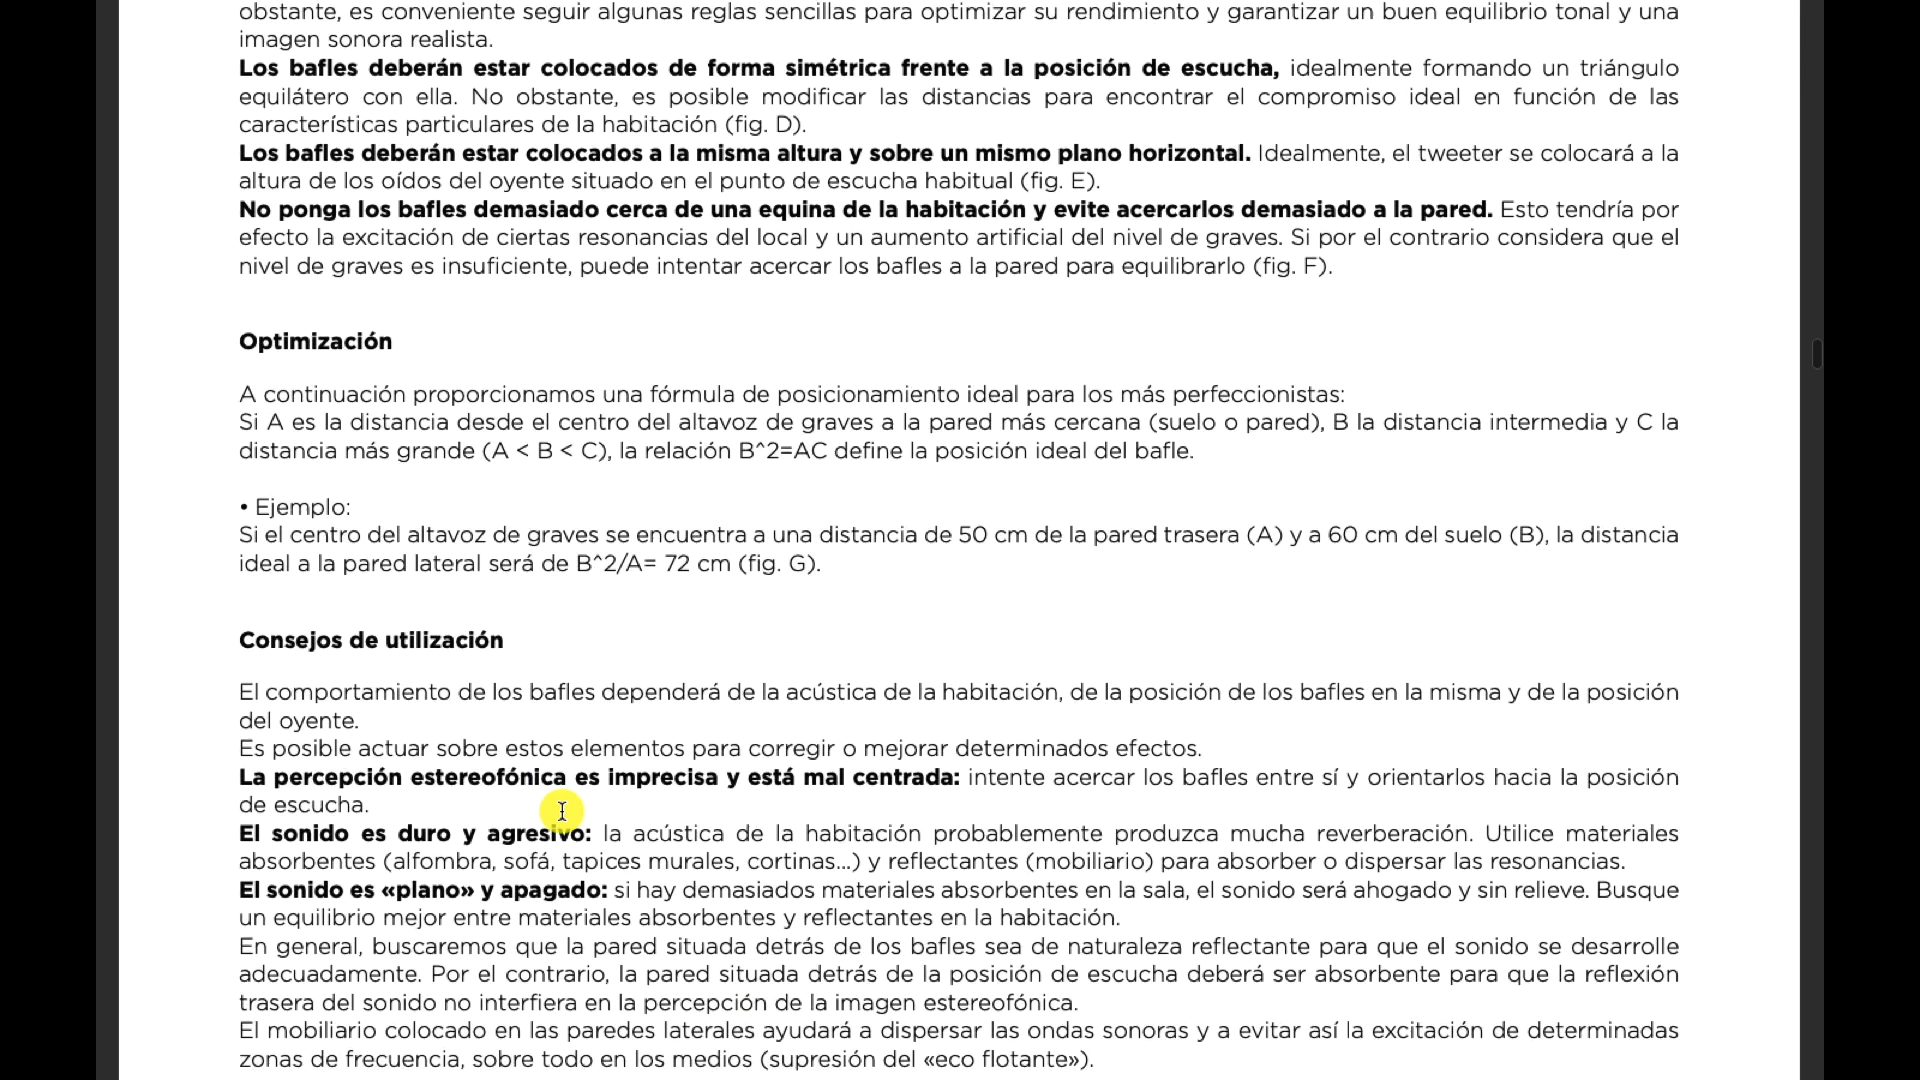 obstante, es conveniente seguir algunas reglas sencillas para optimizar su rendimiento y garantizar un buen equilibrio tonal y una
imagen sonora realista.
Los bafles deberán estar colocados de forma simétrica frente a la posición de escucha, idealmente formando un triángulo
equilátero con ella. No obstante, es posible modificar las distancias para encontrar el compromiso ideal en función de las
características particulares de la habitación (fig. D).
Los bafles deberán estar colocados a la misma altura y sobre un mismo plano horizontal. Idealmente, el tweeter se colocará a la
altura de los oídos del oyente situado en el punto de escucha habitual (fig. E).
No ponga los bafles demasiado cerca de una equina de la habitación y evite acercarlos demasiado a la pared. Esto tendría por
efecto la excitación de ciertas resonancias del local y un aumento artificial del nivel de graves. Si por el contrario considera que el
nivel de graves es insuficiente, puede intentar acercar los bafles a la pared para equilibrarlo (fig. F).
Optimización
A continuación proporcionamos una fórmula de posicionamiento ideal para los más perfeccionistas:
Si A es la distancia desde el centro del altavoz de graves a la pared más cercana (suelo o pared), B la distancia intermedia y C la
distancia más grande (A < B < C), la relación B^2=AC define la posición ideal del bafle.
• Ejemplo:
Si el centro del altavoz de graves se encuentra a una distancia de 50 cm de la pared trasera (A) y a 60 cm del suelo (B), la distancia
ideal a la pared lateral será de B^2/A= 72 cm (fig. G).
Consejos de utilización
El comportamiento de los bafles dependerá de la acústica de la habitación, de la posición de los bafles en la misma y de la posición
del oyente.
Es posible actuar sobre estos elementos para corregir o mejorar determinados efectos.
La percepción estereofónica es imprecisa y está mal centrada: intente acercar los bafles entre sí y orientarlos hacia la posición
de escucha.
El sonido es duro y agresivo: la acústica de la habitación probablemente produzca mucha reverberación. Utilice materiales
absorbentes (alfombra, sofá, tapices murales, cortinas...) y reflectantes (mobiliario) para absorber o dispersar las resonancias.
El sonido es «plano» y apagado: si hay demasiados materiales absorbentes en la sala, el sonido será ahogado y sin relieve. Busque
un equilibrio mejor entre materiales absorbentes y reflectantes en la habitación.
En general, buscaremos que la pared situada detrás de los bafles sea de naturaleza reflectante para que el sonido se desarrolle
adecuadamente. Por el contrario, la pared situada detrás de la posición de escucha deberá ser absorbente para que la reflexión
trasera del sonido no interfiera en la percepción de la imagen estereofónica.
El mobiliario colocado en las paredes laterales ayudará a dispersar las ondas sonoras y a evitar así la excitación de determinadas
zonas de frecuencia, sobre todo en los medios (supresión del «eco flotante»).